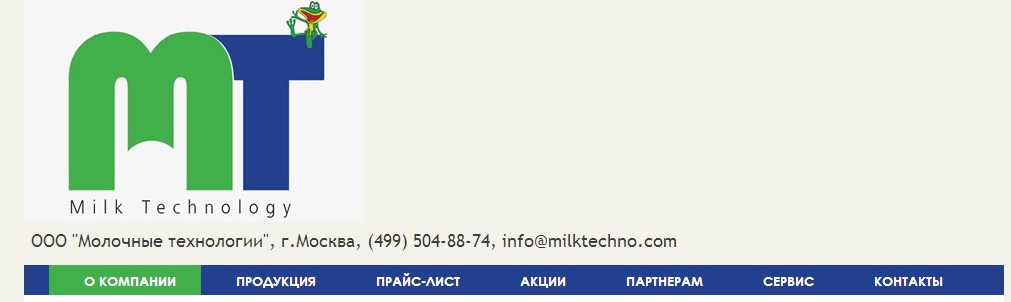 MT
Milk Technology
ООО "Молочные технологии", г.Москва, (499) 504-88-74, info@milktechno.com
О КОМПАНИИ ПРОДУКЦИЯ ПРАЙС-ЛИСТ АКЦИИ ПАРТНЕРАМ СЕРВИС КОНТАКТЫ